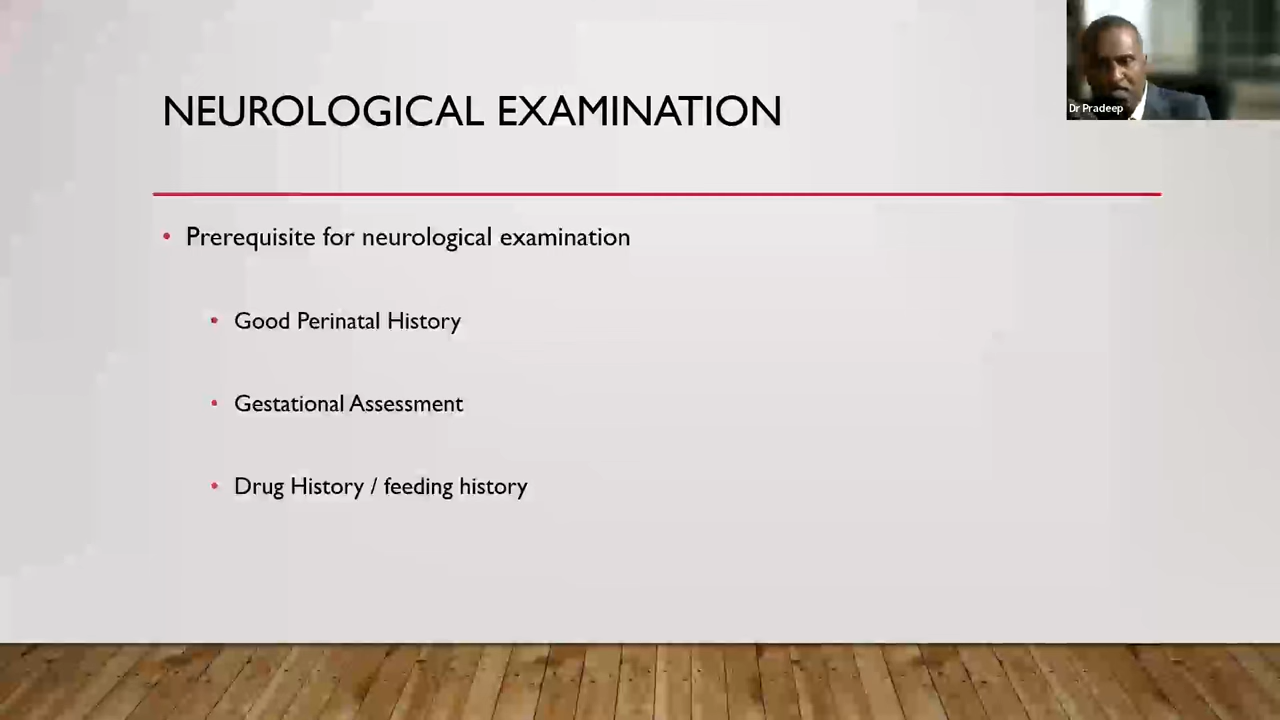 NEUROLOGICAL EXAMINATION
Dr Pradeep
• Prerequisite for neurological examination
• Good Perinatal History
• Gestational Assessment
• Drug History / feeding history